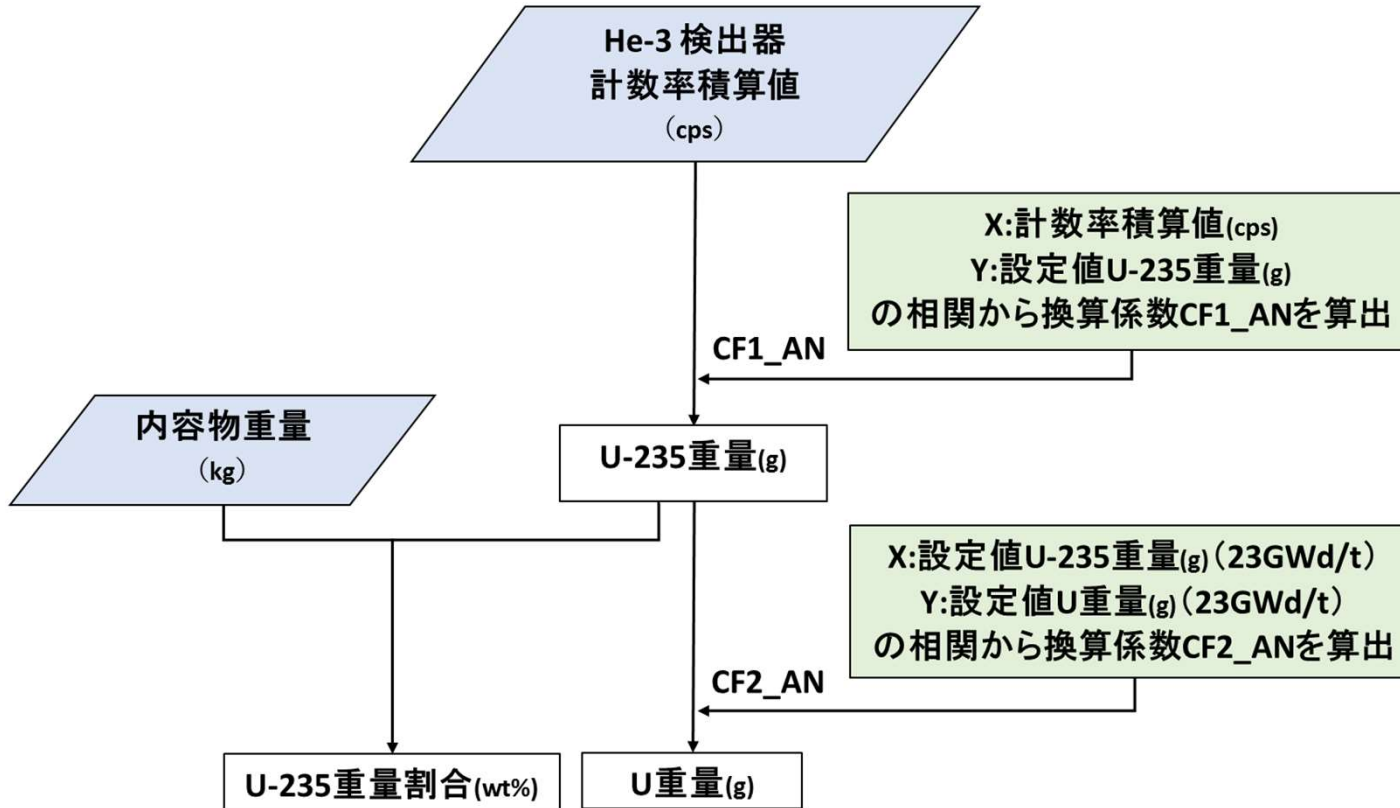 He-3 検出器
計数率積算値
（cps）
X:計数率積算値(cps)
Y:設定値U-235重量(g)
の相関から換算係数CF1_ANを算出
CF1_AN
内容物重量
（kg）
U-235重量(g)
X:設定値U-235重量(g)（23GWd/t）
Y:設定値U重量(g)（23GWd/t）
の相関から換算係数CF2_ANを算出
CF2_AN
U-235重量割合(wt%)
U重量(g)